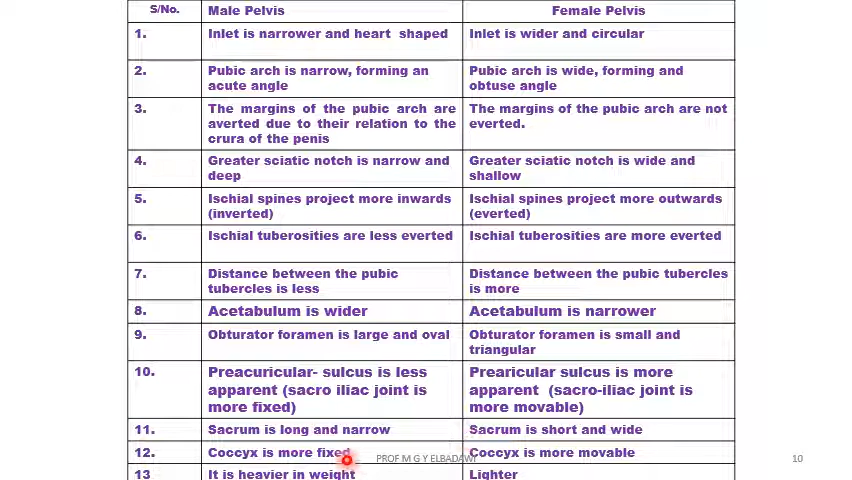 S/No. Male Pelvis Female Pelvis
1. Inlet is narrower and heart shaped Inlet is wider and circular
2. Pubic arch is narrow, forming an Pubic arch is wide, forming and
acute angle obtuse angle
3. The margins of the pubic arch are The margins of the pubic arch are not
averted due to their relation to the everted.
crura of the penis
4. Greater sciatic notch is narrow and Greater sciatic notch is wide and
deep shallow
5. Ischial spines project more inwards Ischial spines project more outwards
(inverted) (everted)
6. Ischial tuberosities are less everted Ischial tuberosities are more everted
7. Distance between the pubic Distance between the pubic tubercles
tubercles is less is more
8. Acetabulum is wider Acetabulum is narrower
9. Obturator foramen is large and oval Obturator foramen is small and
triangular
10. Preacuricular- sulcus is less Prearicular sulcus is more
apparent (sacro iliac joint is apparent (sacro-iliac joint is
more fixed) more movable)
11. Sacrum is long and narrow Sacrum is short and wide
12. Coccyx is more fixed Coccyx is more movable
PROF M G Y ELBADAWI 10
13 It is heavier in weight Lighter